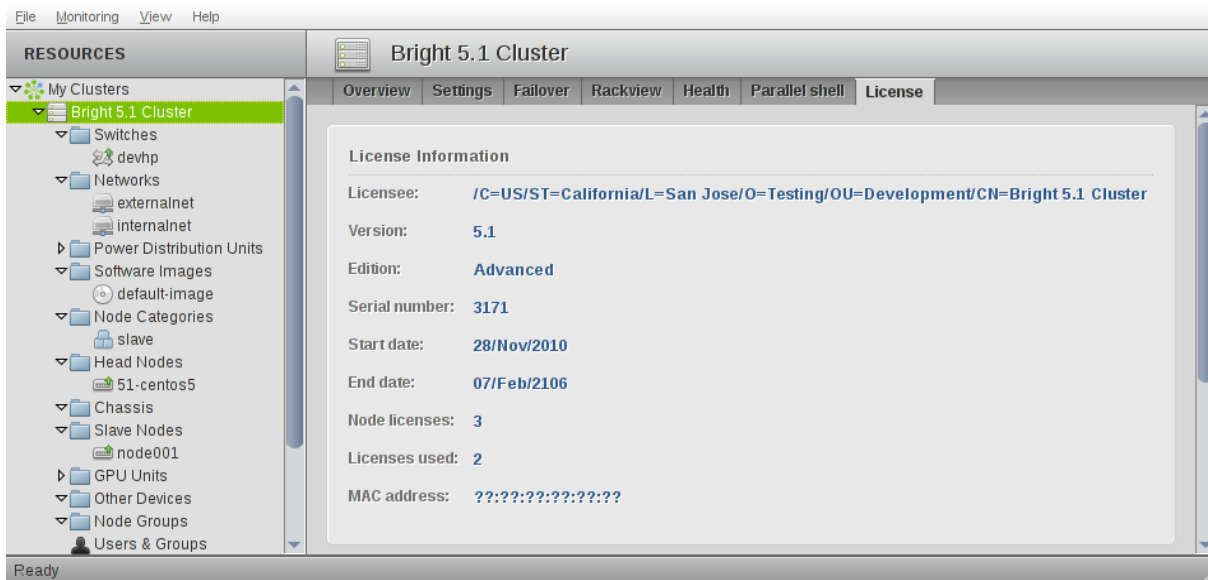 File Monitoring View Help
RESOURCES
Bright 5.1 Cluster
My Clusters
Bright 5.1 Cluster
Switches
devhp
Networks
externalnet
internalnet
Power Distribution Units
Software Images
default-image
Node Categories
slave
Head Nodes
51-centos5
Chassis
Slave Nodes
node001
GPU Units
Other Devices
Node Groups
Users & Groups
Overview Settings Failover Rackview Health Parallel shell License
License Information
Licensee: /C=US/ST=California/L=San Jose/O=Testing/OU=Development/CN=Bright 5.1 Cluster
Version: 5.1
Edition: Advanced
Serial number: 3171
Start date: 28/Nov/2010
End date: 07/Feb/2106
Node licenses: 3
Licenses used: 2
MAC address: ??:??:??:??:??:??
Ready